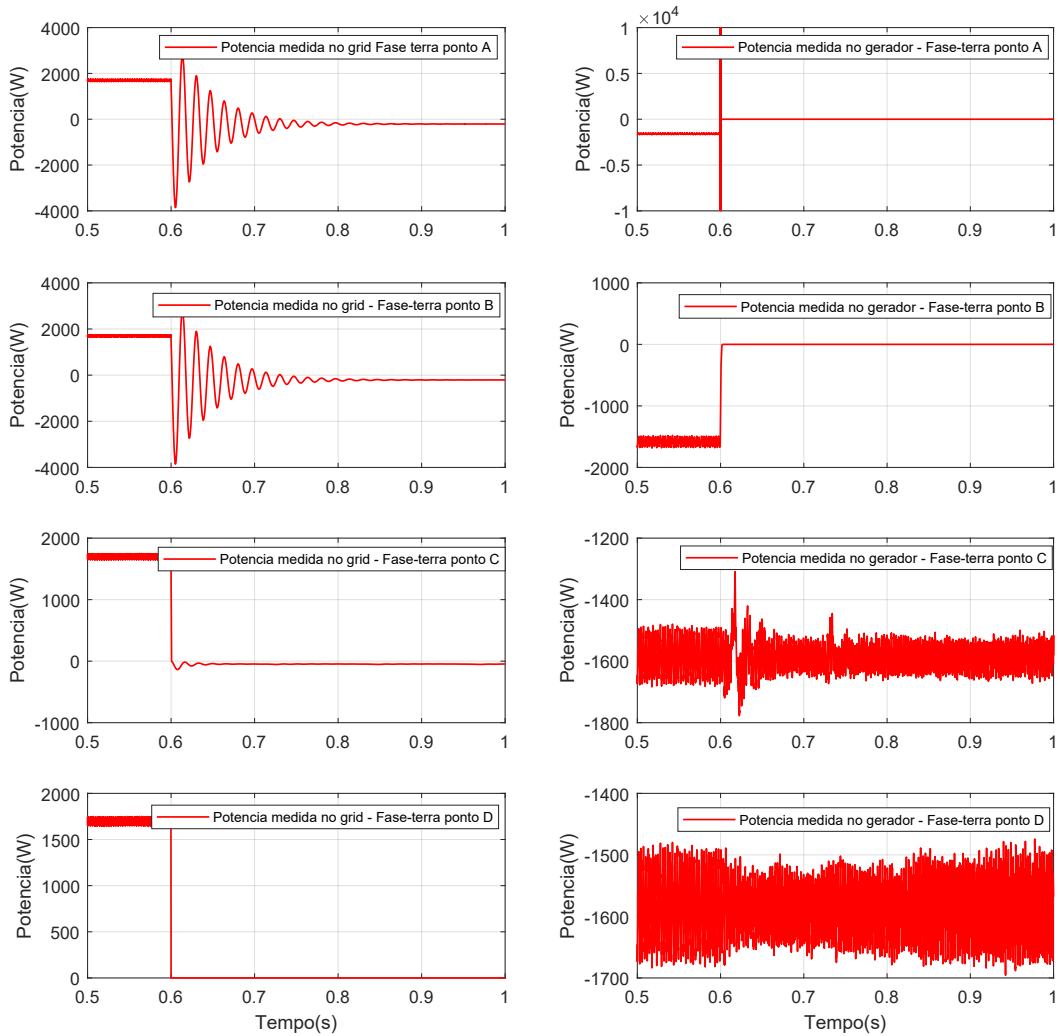 ×10^4
4000
2000
0
-2000
-4000
Potencia(W)
Potencia medida no grid Fase terra ponto A
0.5 0.6 0.7 0.8 0.9 1
1
0.5
0
-0.5
-1
Potencia(W)
Potencia medida no gerador - Fase-terra ponto A
0.5 0.6 0.7 0.8 0.9 1
4000
2000
0
-2000
-4000
Potencia(W)
Potencia medida no grid - Fase-terra ponto B
0.5 0.6 0.7 0.8 0.9 1
1000
0
-1000
-2000
Potencia(W)
Potencia medida no gerador - Fase-terra ponto B
0.5 0.6 0.7 0.8 0.9 1
2000
1000
0
-1000
Potencia(W)
Potencia medida no grid - Fase-terra ponto C
0.5 0.6 0.7 0.8 0.9 1
-1200
-1400
-1600
-1800
Potencia(W)
Potencia medida no gerador - Fase-terra ponto C
0.5 0.6 0.7 0.8 0.9 1
2000
1500
1000
500
0
Potencia(W)
Potencia medida no grid - Fase-terra ponto D
0.5 0.6 0.7 0.8 0.9 1
Tempo(s)
-1400
-1500
-1600
-1700
Potencia(W)
Potencia medida no gerador - Fase-terra ponto D
0.5 0.6 0.7 0.8 0.9 1
Tempo(s)